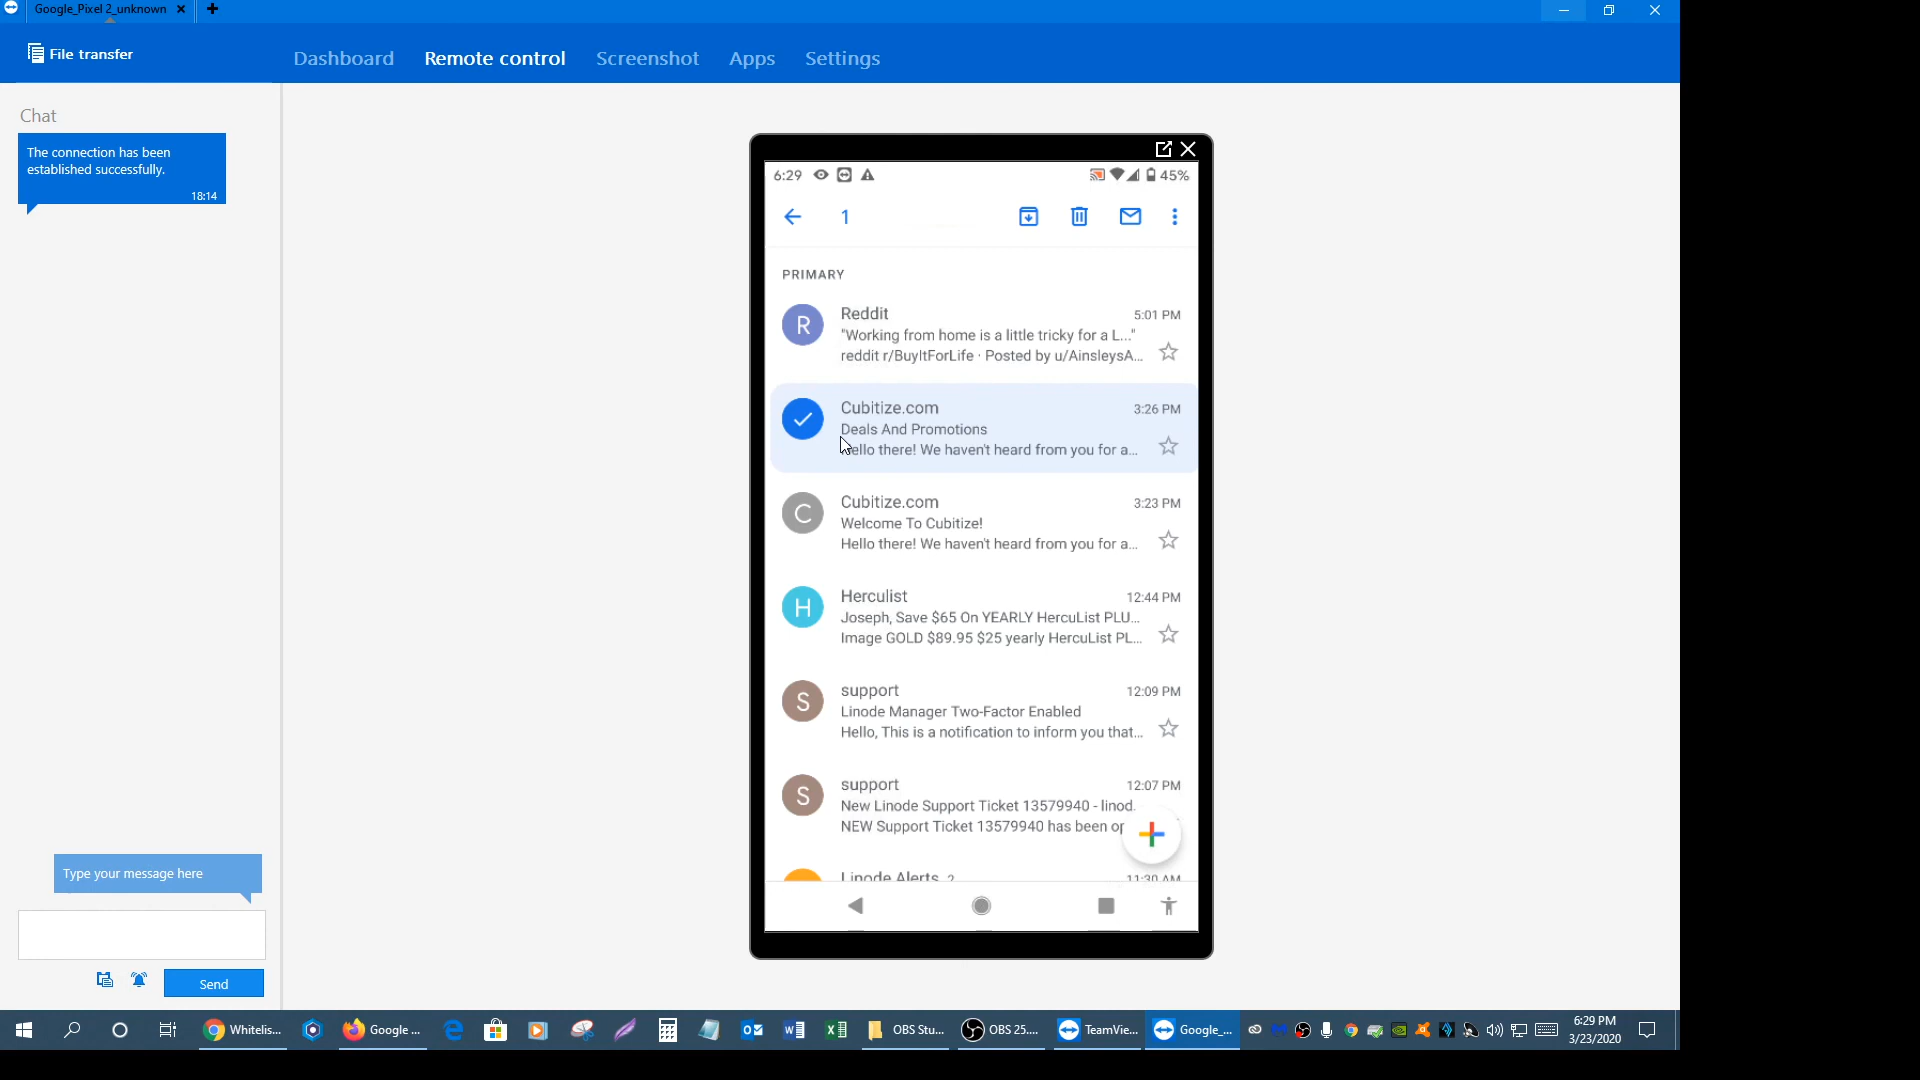 Google_Pixel 2_unknown
File transfer
Dashboard
Remote control
Screenshot
Apps
Settings
Chat
The connection has been
established successfully.
18:14
6:29
45%
1
PRIMARY
R
Reddit
5:01 PM
"Working from home is a little tricky for a L..."
reddit r/BuyItForLife · Posted by u/AinsleysA...
Cubitize.com
3:26 PM
Deals And Promotions
Hello there! We haven't heard from you for a...
C
Cubitize.com
3:23 PM
Welcome To Cubitize!
Hello there! We haven't heard from you for a...
H
Herculist
12:44 PM
Joseph, Save $65 On YEARLY HercuList PLU...
Image GOLD $89.95 $25 yearly HercuList PL...
S
support
12:09 PM
Linode Manager Two-Factor Enabled
Hello, This is a notification to inform you that...
S
support
12:07 PM
New Linode Support Ticket 13579940 - linod.
NEW Support Ticket 13579940 has been op
Linode Alerts 2
11:30 AM
Type your message here
Send
Whitelis...
Google ...
OBS Stu...
OBS 25....
TeamVie...
Google_...
6:29 PM
3/23/2020